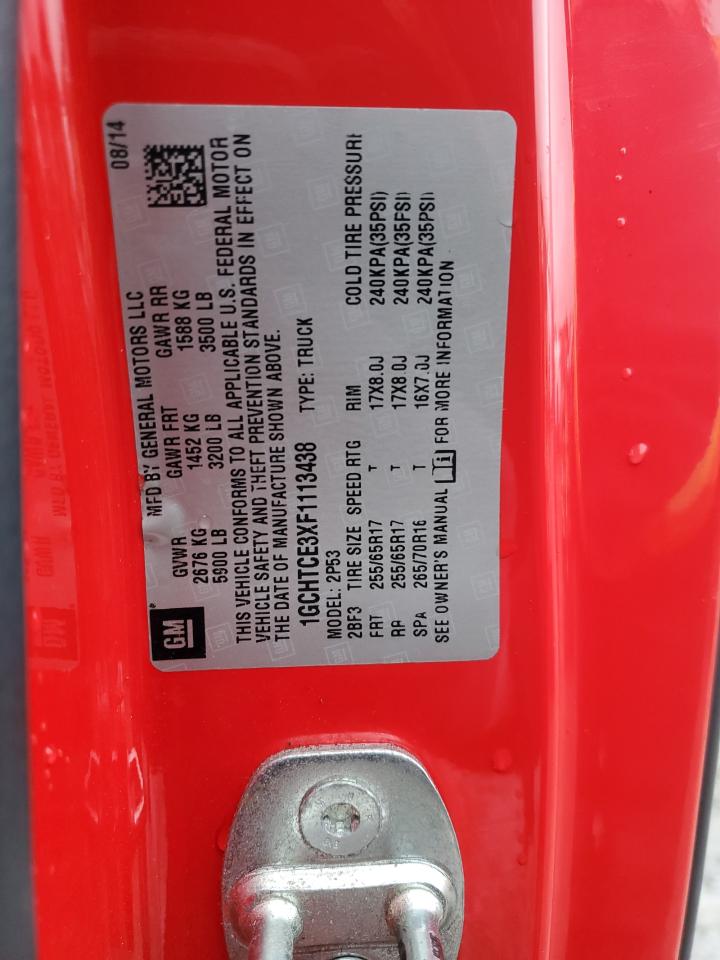 MFD BY GENERAL MOTORS LLC 08/14
GVWR GAWR FRT GAWR RR
2676 KG 1452 KG 1588 KG
5900 LB 3200 LB 3500 LB
GM
THIS VEHICLE CONFORMS TO ALL APPLICABLE U.S. FEDERAL MOTOR
VEHICLE SAFETY AND THEFT PREVENTION STANDARDS IN EFFECT ON
THE DATE OF MANUFACTURE SHOWN ABOVE.
1GCHTCE3XF1113438 TYPE: TRUCK
MODEL: 2P53
2BF3 TIRE SIZE SPEED RTG RIM COLD TIRE PRESSURE
FRT 255/65R17 T 17X8.0J 240KPA(35PSI)
RR 255/65R17 T 17X8.0J 240KPA(35PSI)
SPA 265/70R16 T 16X7.0J 240KPA(35PSI)
SEE OWNER'S MANUAL i FOR MORE INFORMATION